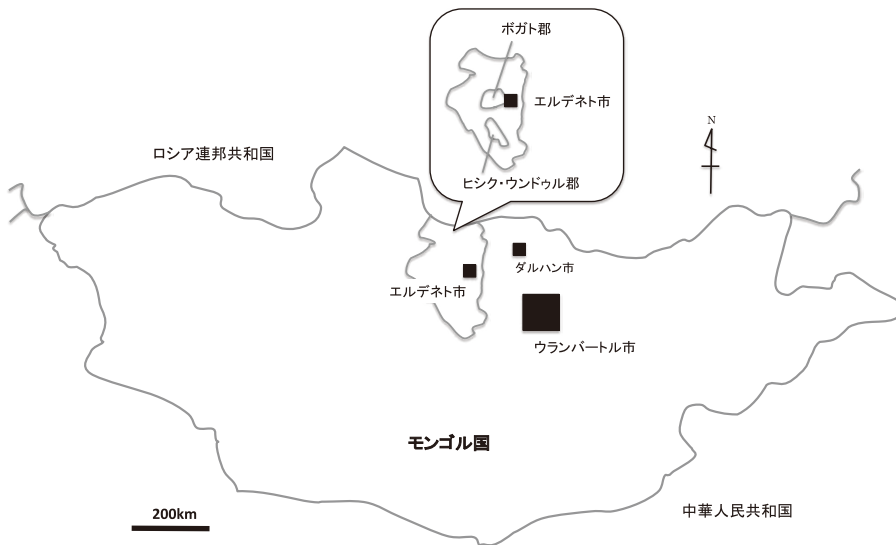 ボガト郡
エルデネト市
ヒシク・ウンドゥル郡
N
ロシア連邦共和国
ダルハン市
エルデネト市
ウランバートル市
モンゴル国
200km
中華人民共和国